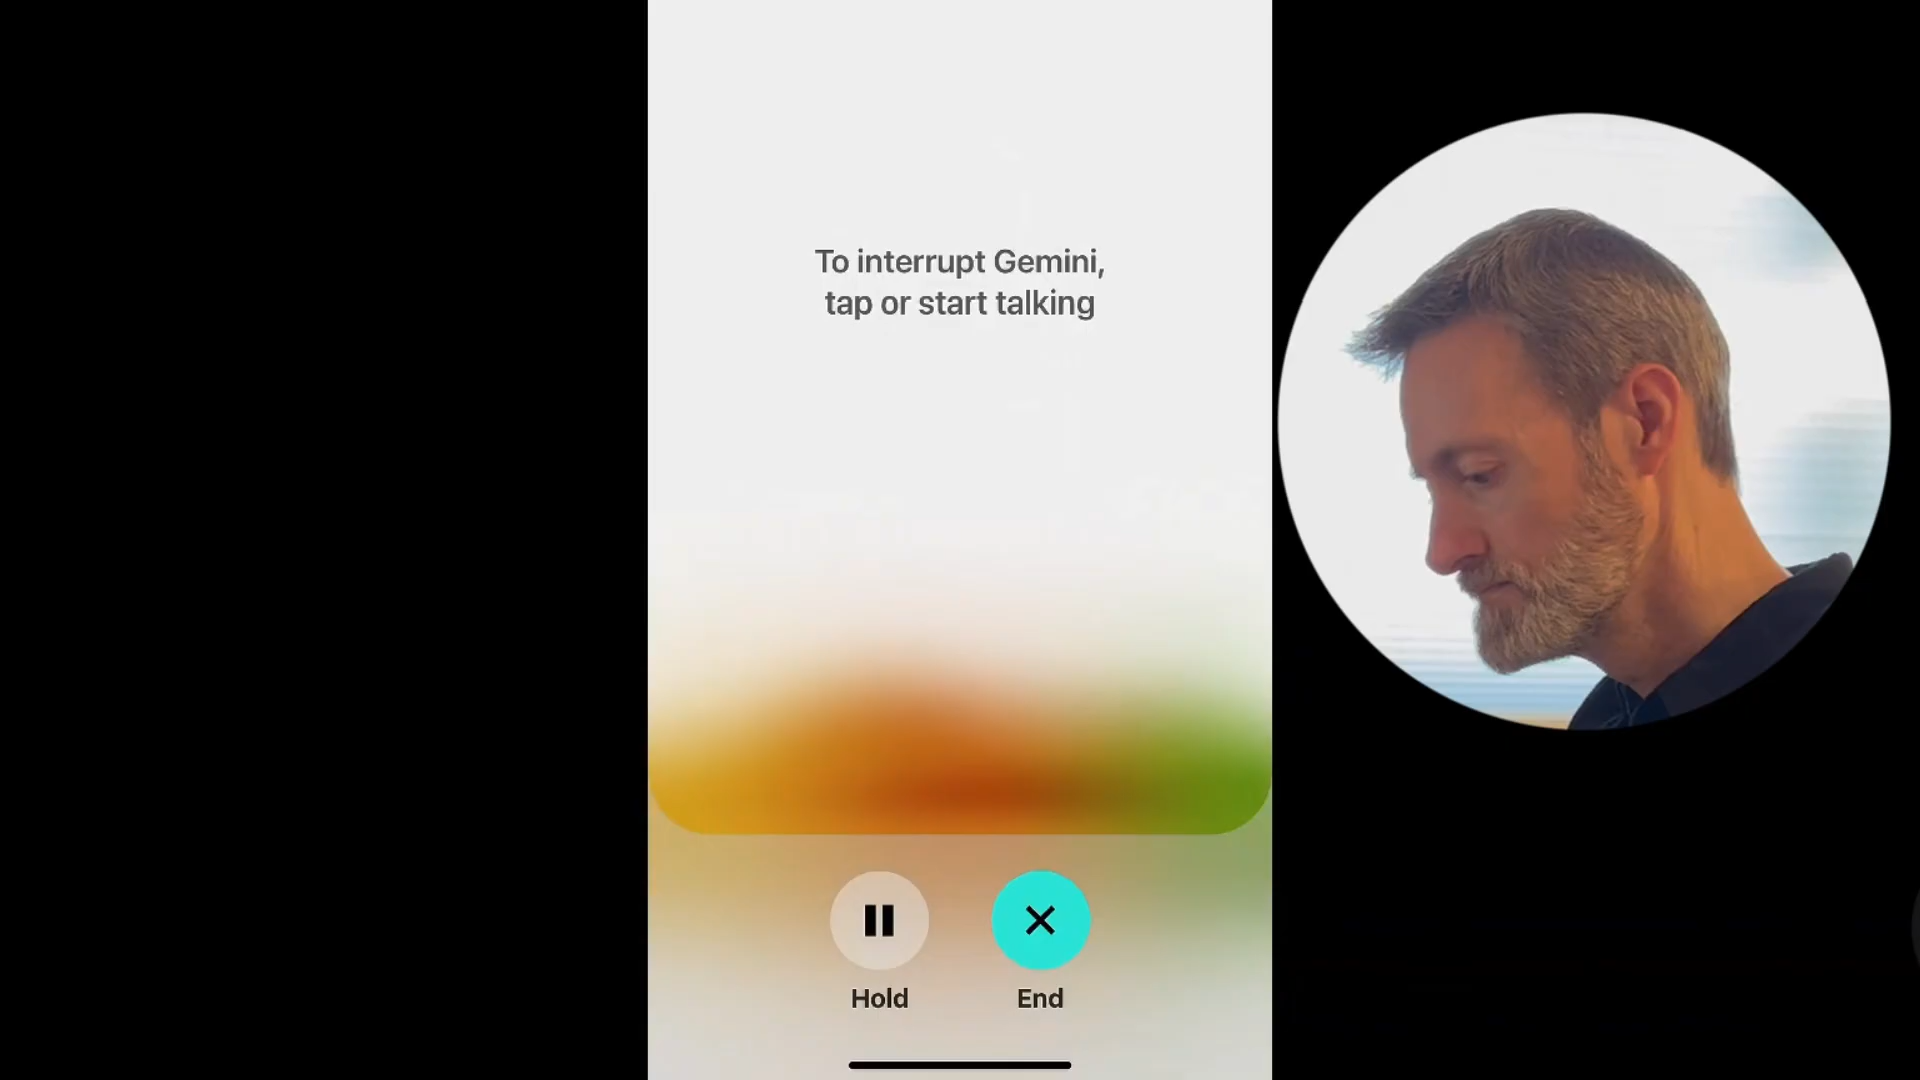 To interrupt Gemini,
tap or start talking
Hold
End